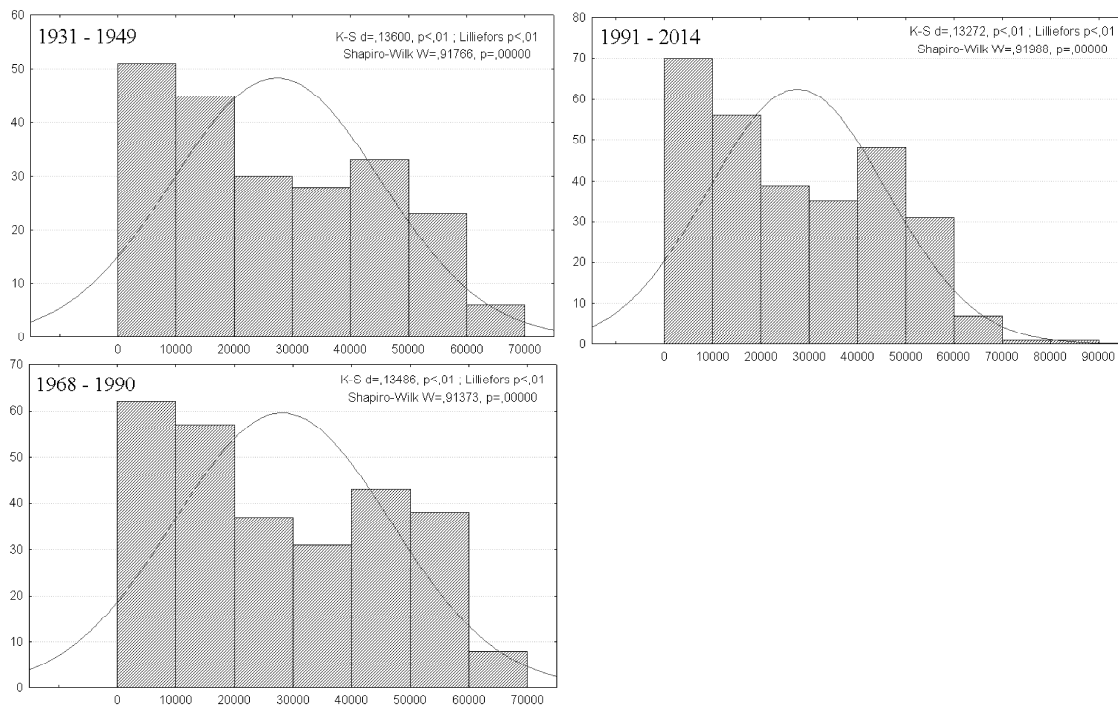 1931 - 1949
K-S d=,13600, p<,01 ; Lilliefors p<,01
Shapiro-Wilk W=,91766, p=,00000
60
50
40
30
20
10
0
0 10000 20000 30000 40000 50000 60000 70000
1991 - 2014
K-S d=,13272, p<,01 ; Lilliefors p<,01
Shapiro-Wilk W=,91988, p=,00000
80
70
60
50
40
30
20
10
0
0 10000 20000 30000 40000 50000 60000 70000 80000 90000
1968 - 1990
K-S d=,13486, p<,01 ; Lilliefors p<,01
Shapiro-Wilk W=,91373, p=,00000
70
60
50
40
30
20
10
0
0 10000 20000 30000 40000 50000 60000 70000